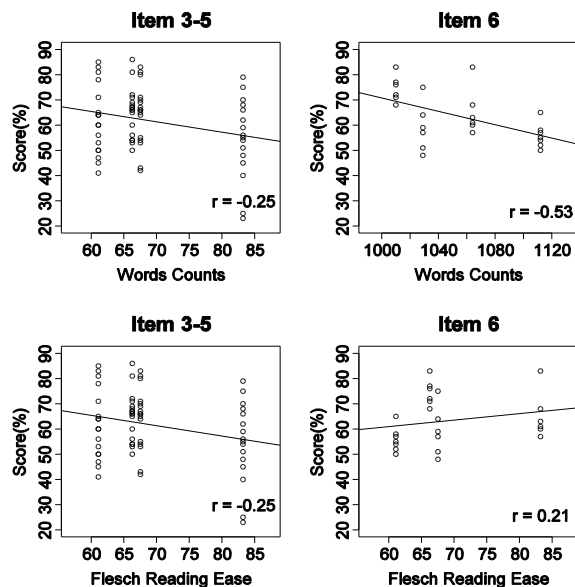 Item 3-5
Score(%)
90
80
70
60
50
40
30
20
r = -0.25
60 65 70 75 80 85
Words Counts
Item 6
Score(%)
90
80
70
60
50
40
30
20
r = -0.53
1000 1040 1080 1120
Words Counts
Item 3-5
Score(%)
90
80
70
60
50
40
30
20
r = -0.25
60 65 70 75 80 85
Flesch Reading Ease
Item 6
Score(%)
90
80
70
60
50
40
30
20
r = 0.21
60 65 70 75 80 85
Flesch Reading Ease